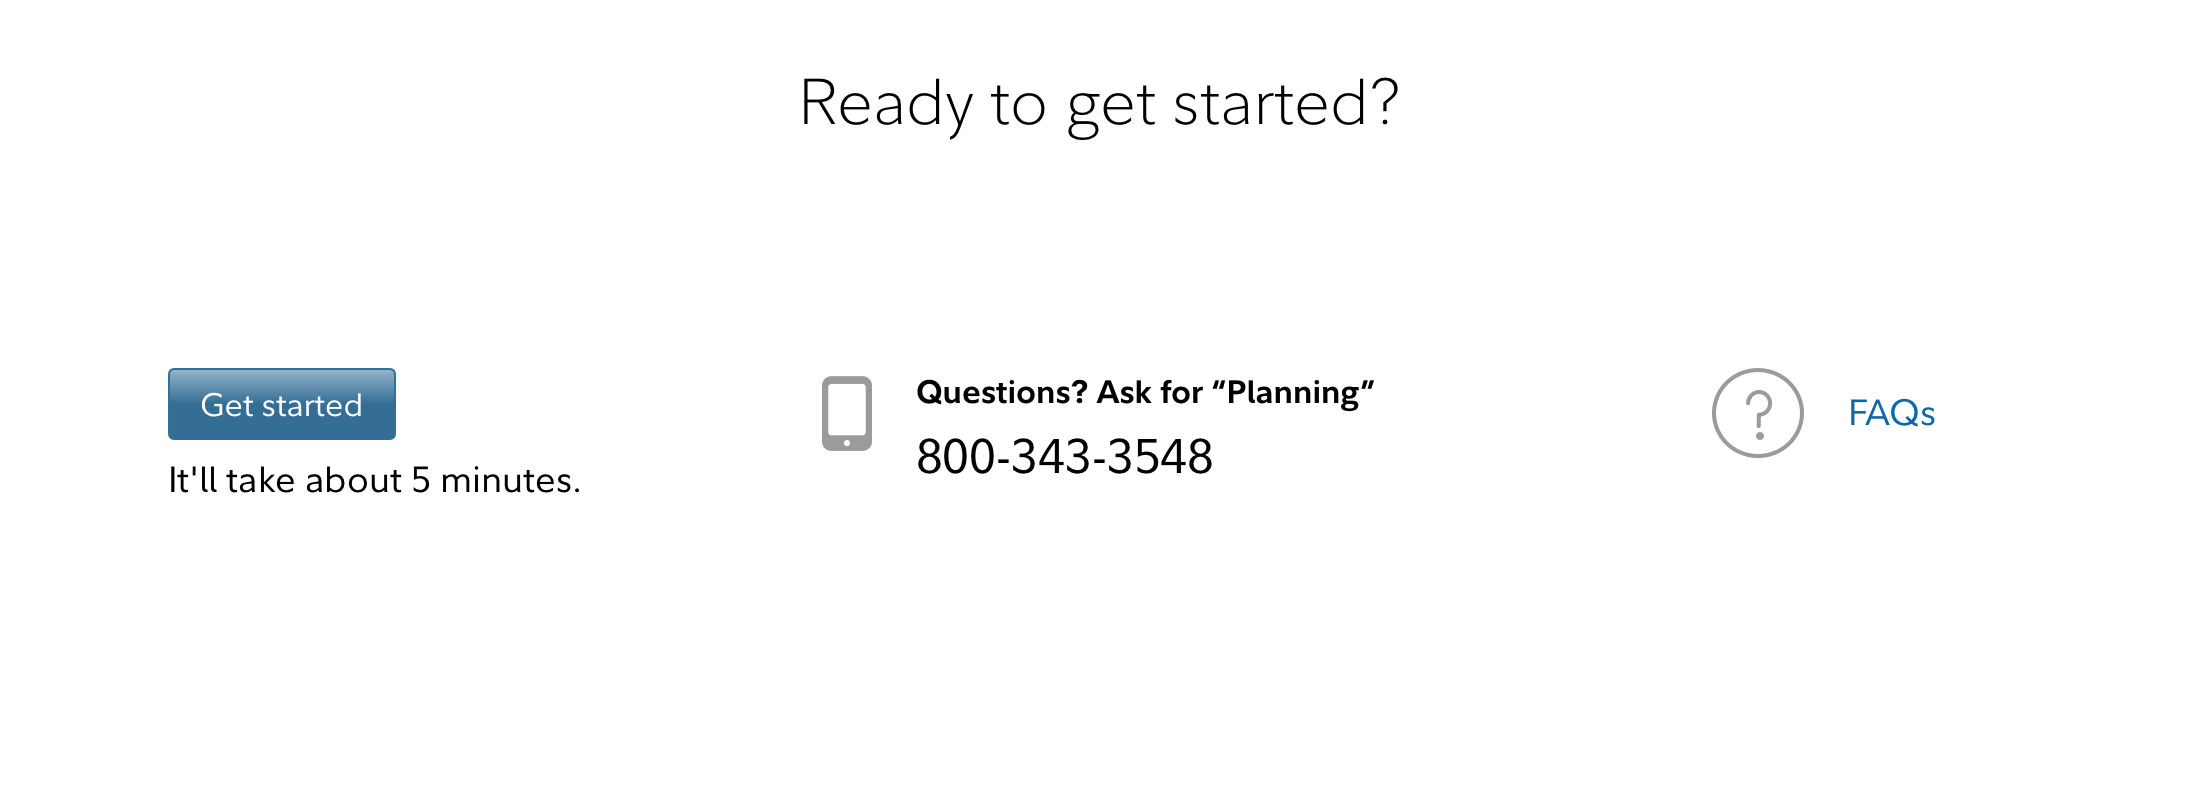 Ready to get started?
Get started
It'll take about 5 minutes.
Questions? Ask for “Planning”
800-343-3548
FAQs